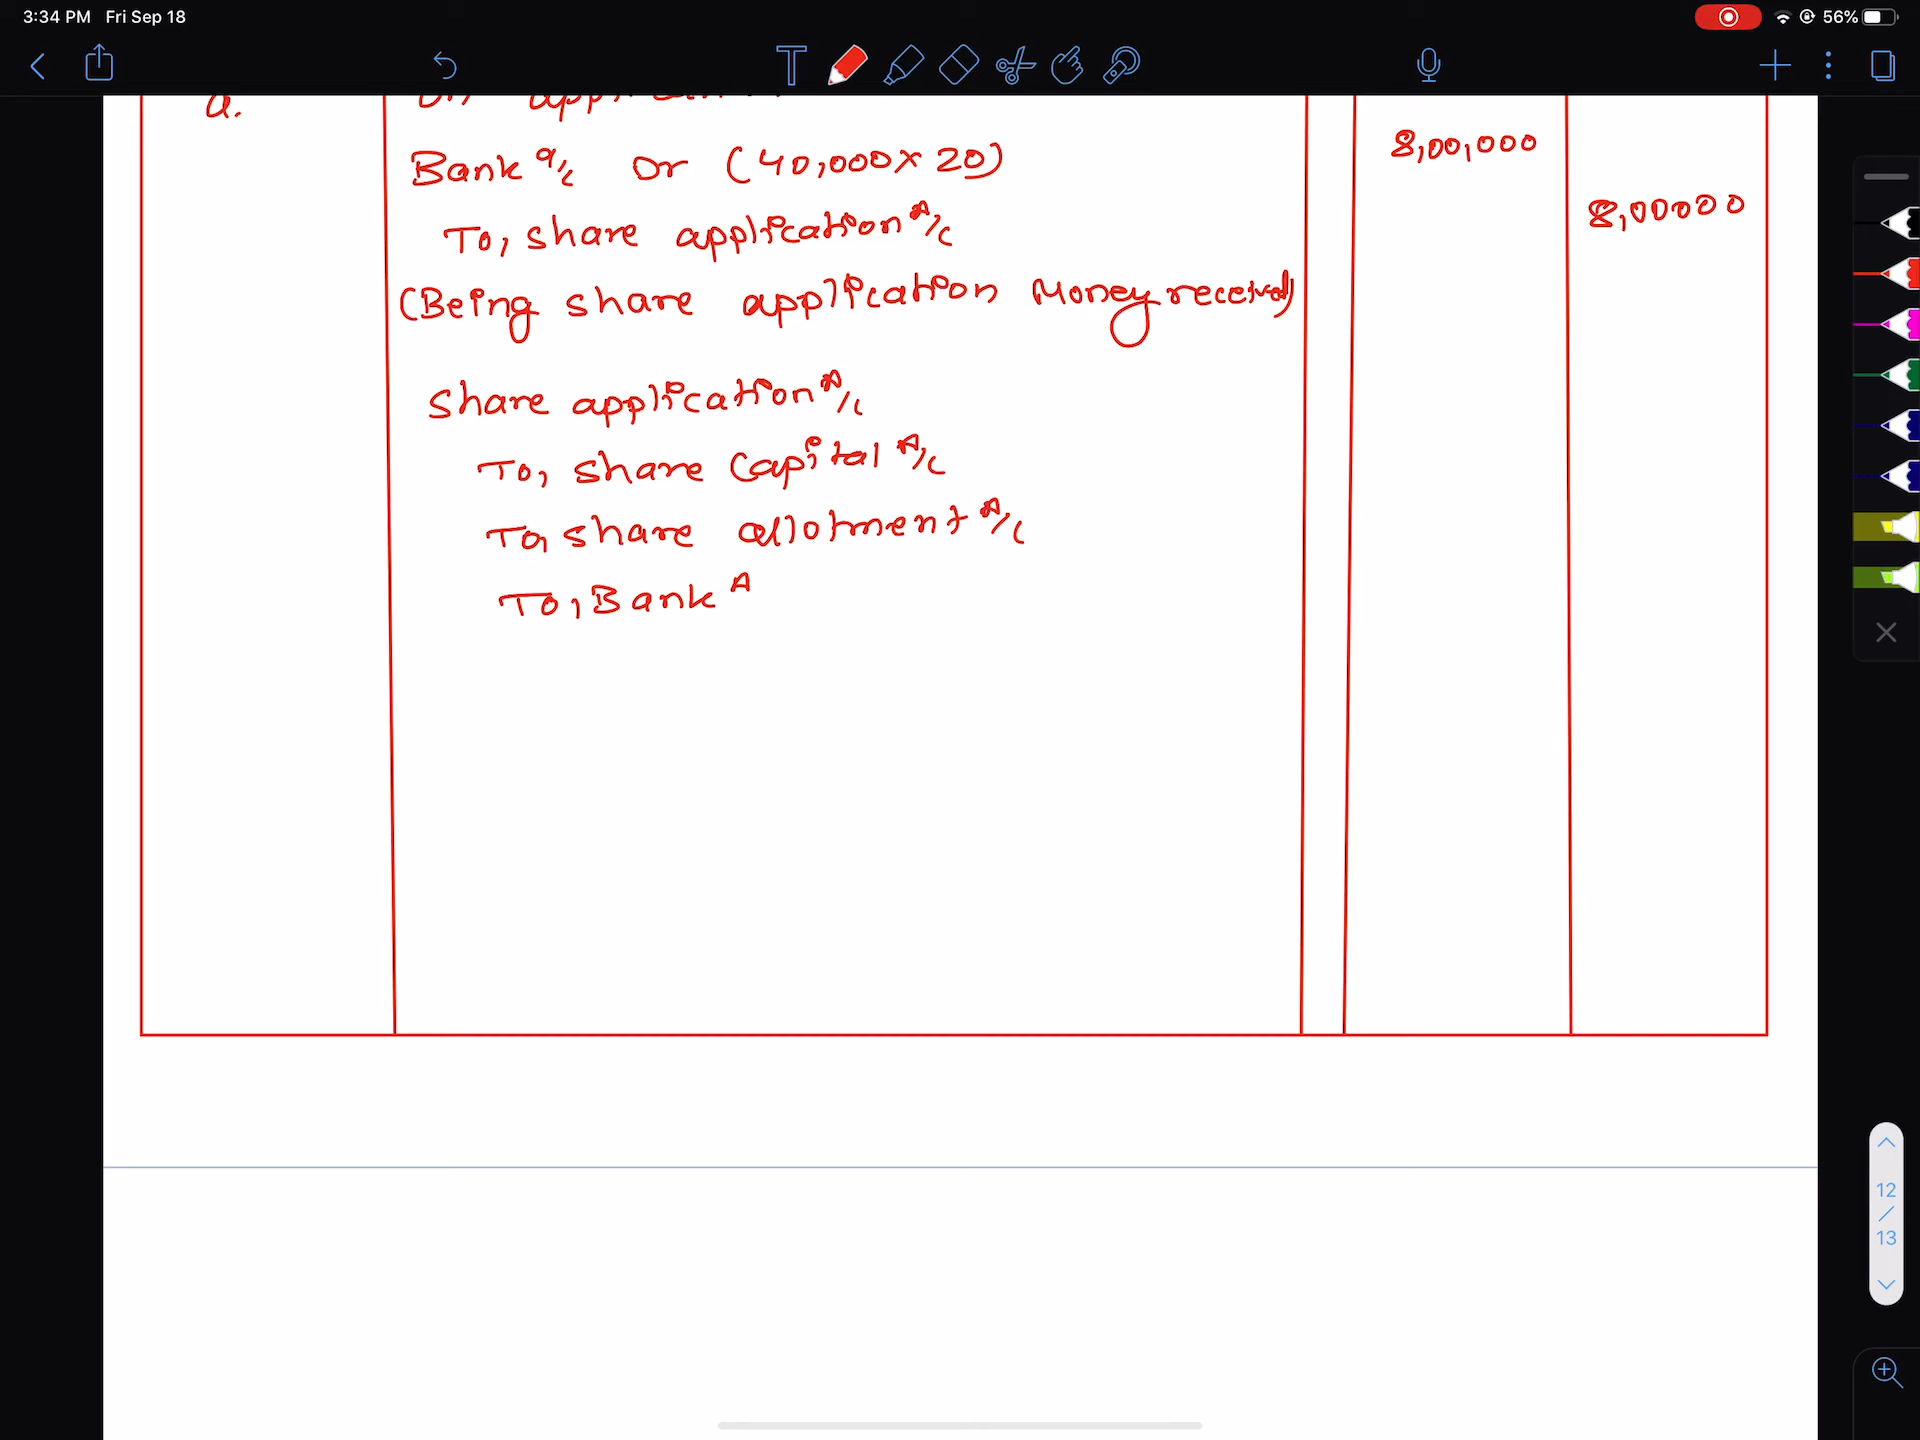 3:34 PM Fri Sep 18
56%
a.
Bank a/c Dr (40,000 x 20)
8,00,000
To, share application A/c
8,00000
(Being share application Money received)
Share application A/c
To, share Capital A/c
To, share allotment A/c
To, Bank A
12
/
13